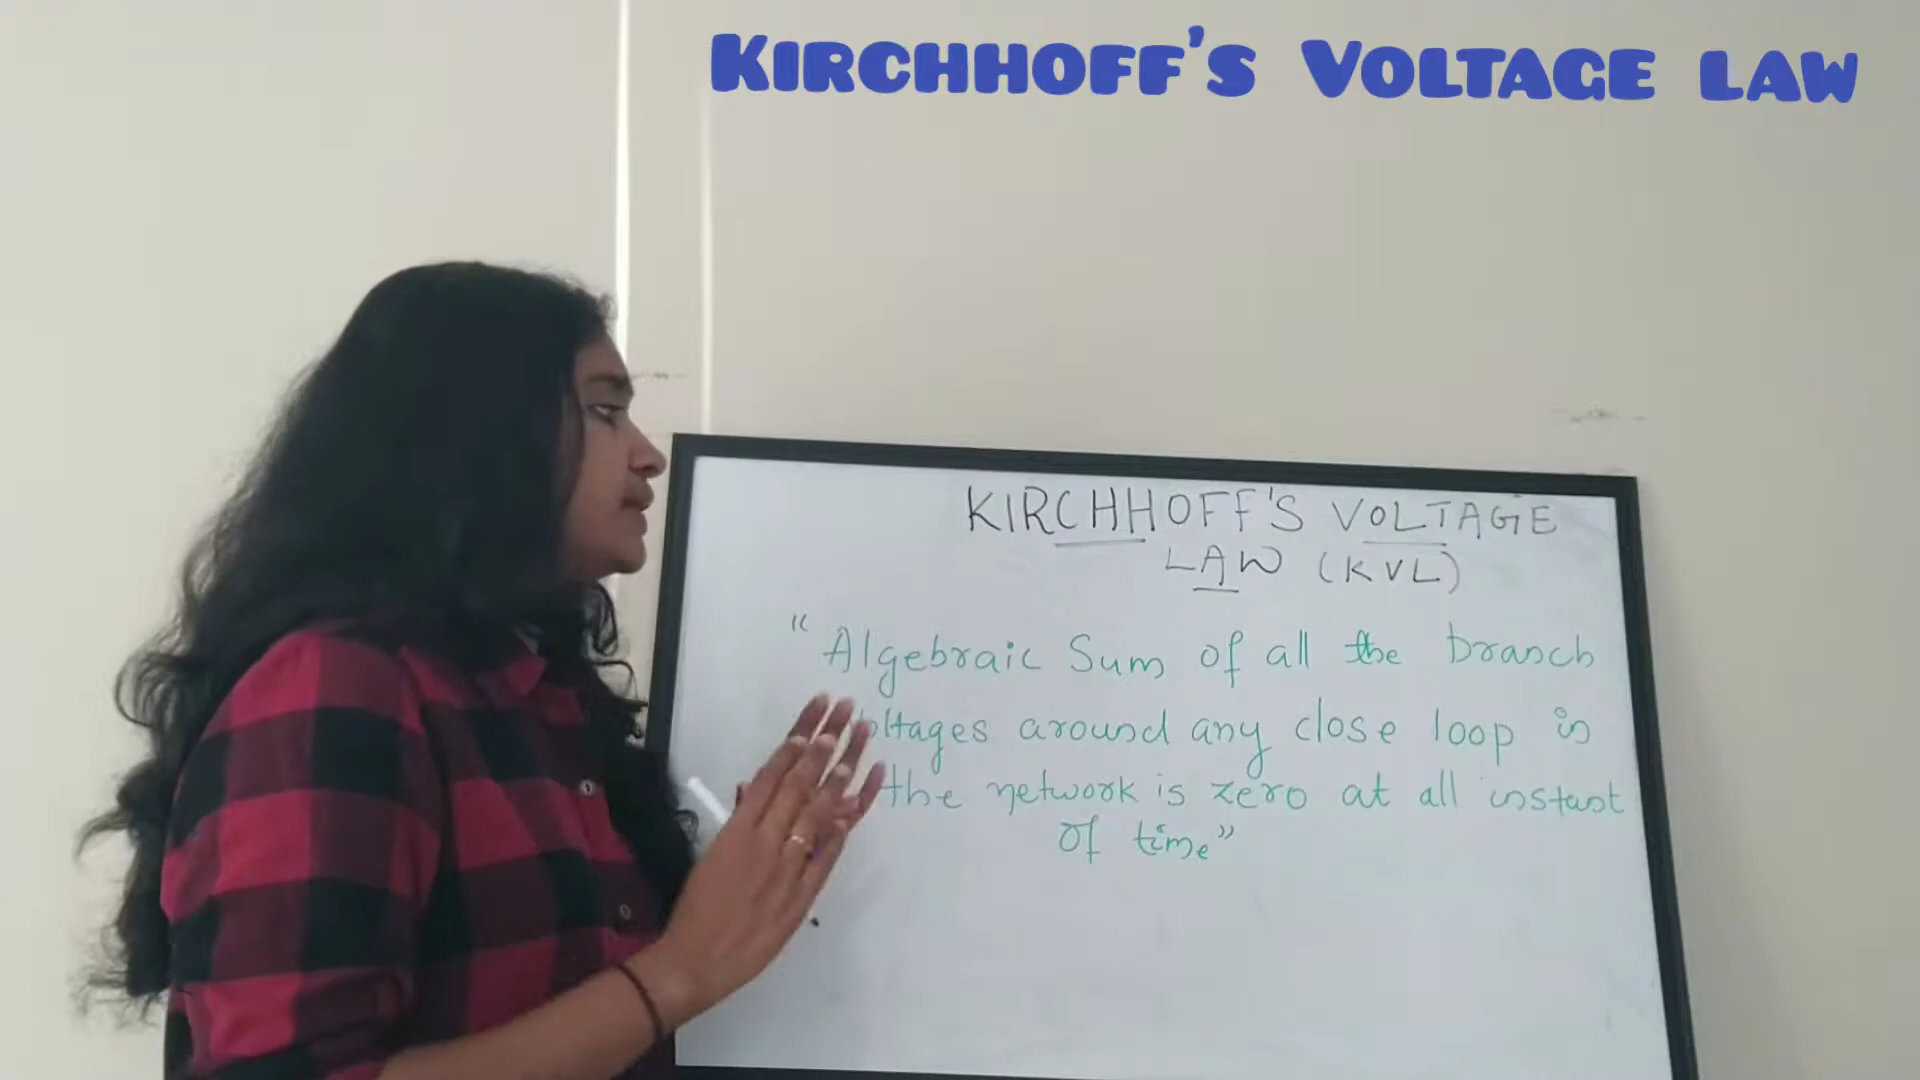 KIRCHHOFF'S VOLTAGE LAW
KIRCHHOFF'S VOLTAGE
LAW (KVL)
"Algebraic Sum of all the branch
oltages around any close loop in
the network is zero at all instant
of time"